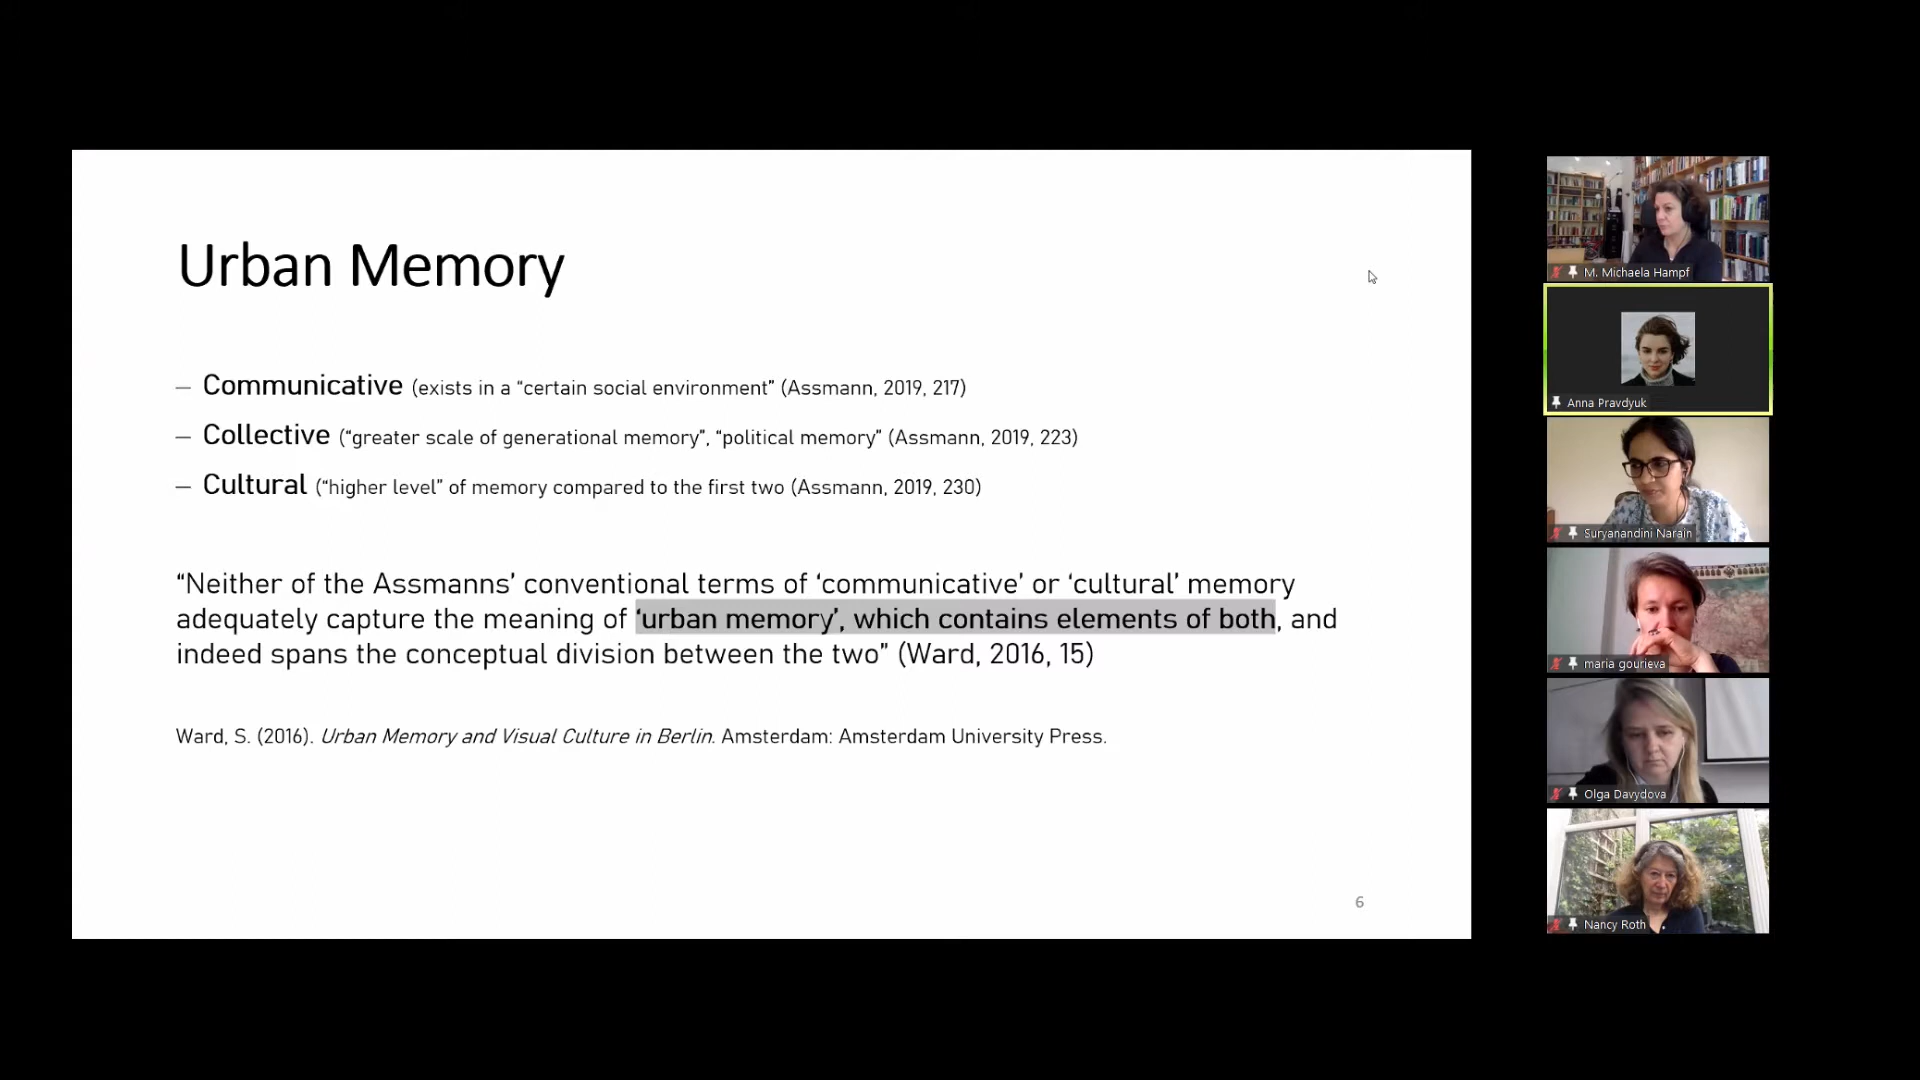 Urban Memory
– Communicative (exists in a “certain social environment” (Assmann, 2019, 217)
– Collective (“greater scale of generational memory”, “political memory” (Assmann, 2019, 223)
– Cultural (“higher level” of memory compared to the first two (Assmann, 2019, 230)
“Neither of the Assmanns’ conventional terms of ‘communicative’ or ‘cultural’ memory
adequately capture the meaning of ‘urban memory’, which contains elements of both, and
indeed spans the conceptual division between the two” (Ward, 2016, 15)
Ward, S. (2016). Urban Memory and Visual Culture in Berlin. Amsterdam: Amsterdam University Press.
6
M. Michaela Hampf
Anna Pravdyuk
Suryanandini Narain
maria gourieva
Olga Davydova
Nancy Roth